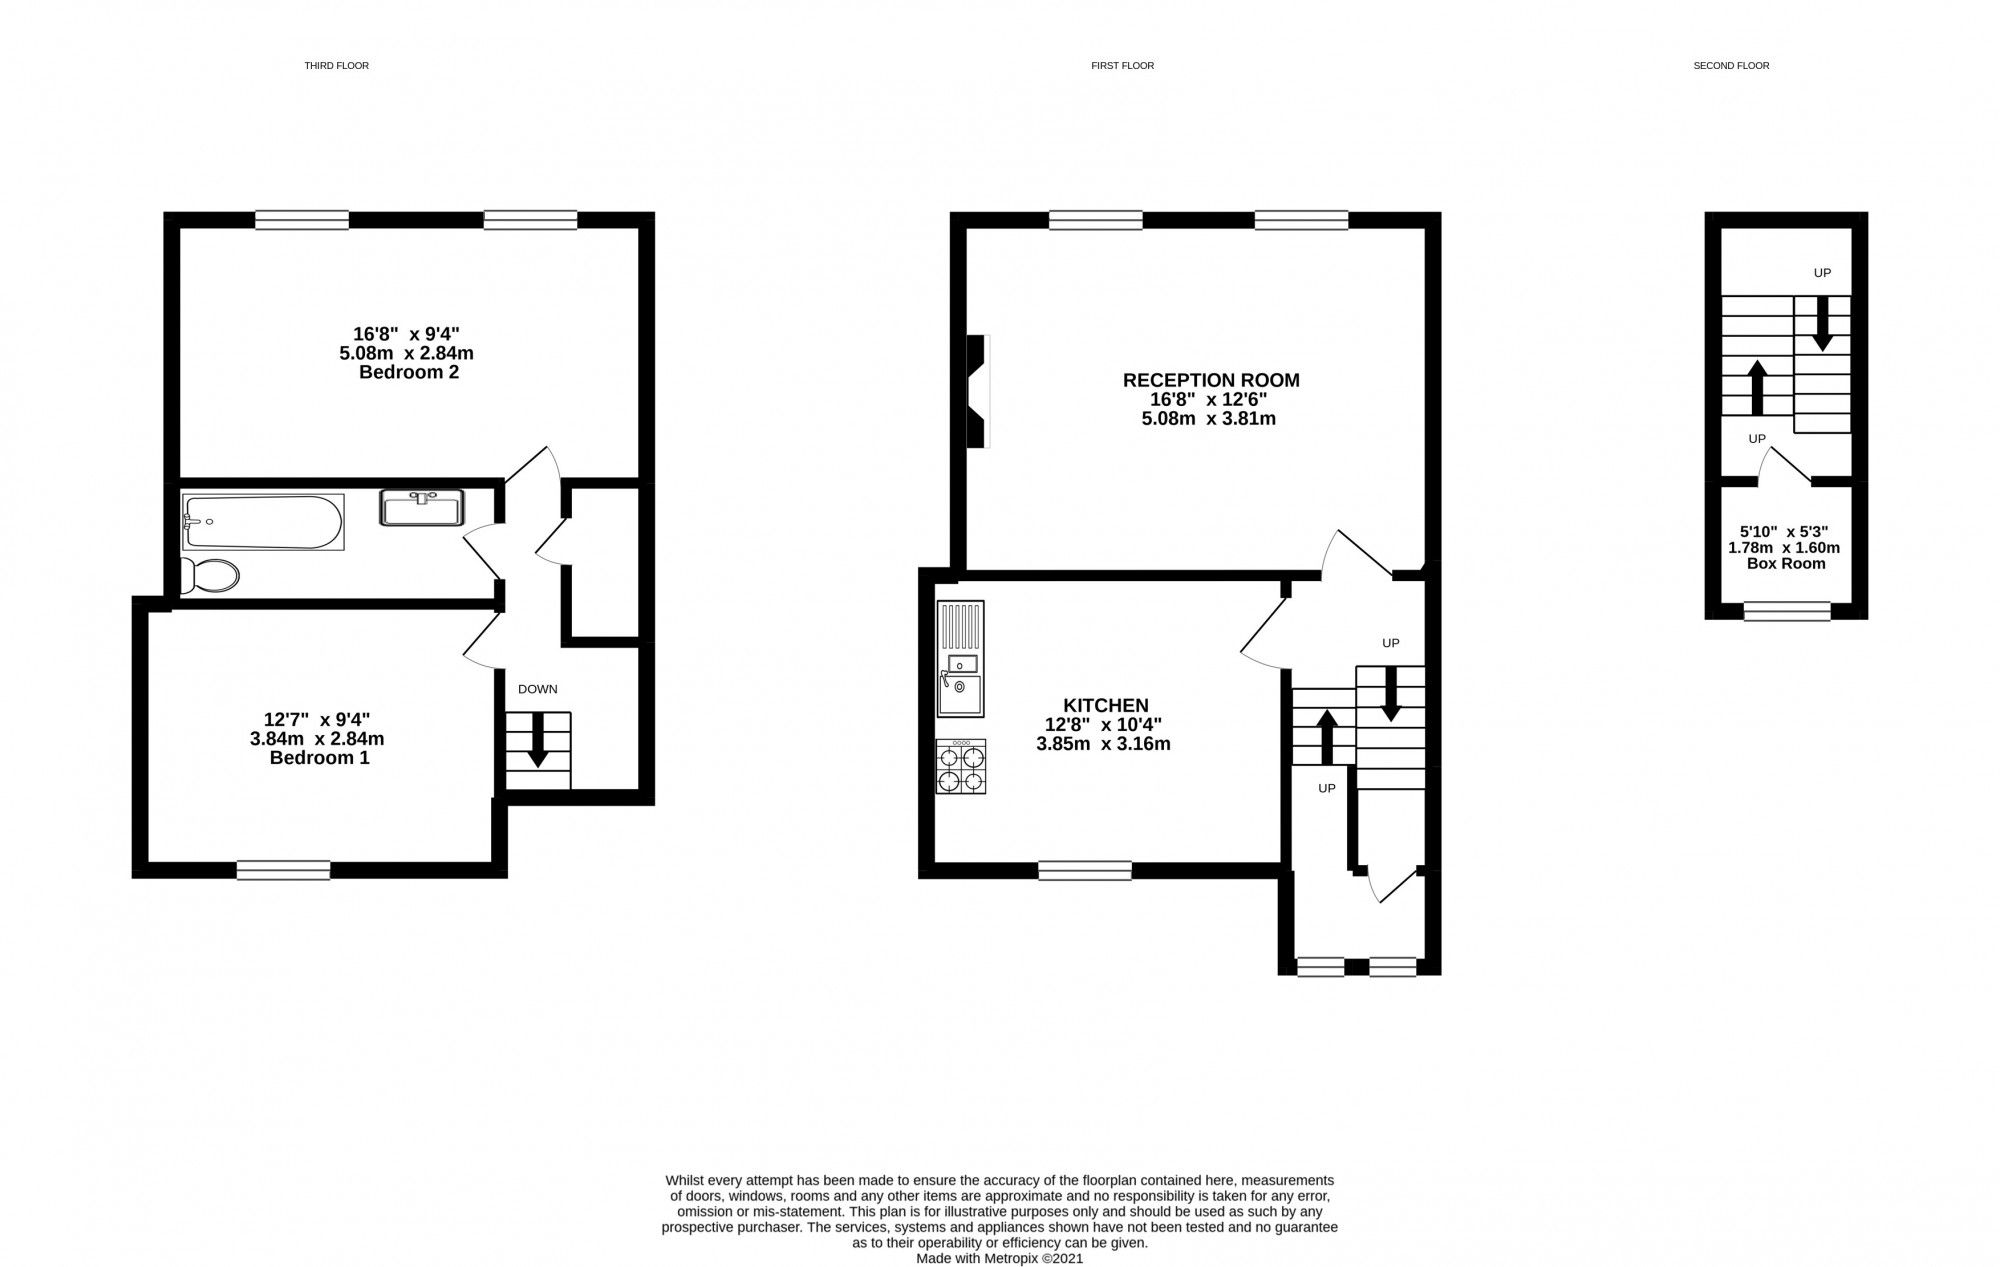 THIRD FLOOR
16'8" x 9'4"
5.08m x 2.84m
Bedroom 2
12'7" x 9'4"
3.84m x 2.84m
Bedroom 1
DOWN
FIRST FLOOR
RECEPTION ROOM
16'8" x 12'6"
5.08m x 3.81m
KITCHEN
12'8" x 10'4"
3.85m x 3.16m
UP
UP
SECOND FLOOR
UP
UP
5'10" x 5'3"
1.78m x 1.60m
Box Room
Whilst every attempt has been made to ensure the accuracy of the floorplan contained here, measurements
of doors, windows, rooms and any other items are approximate and no responsibility is taken for any error,
omission or mis-statement. This plan is for illustrative purposes only and should be used as such by any
prospective purchaser. The services, systems and appliances shown have not been tested and no guarantee
as to their operability or efficiency can be given.
Made with Metropix ©2021